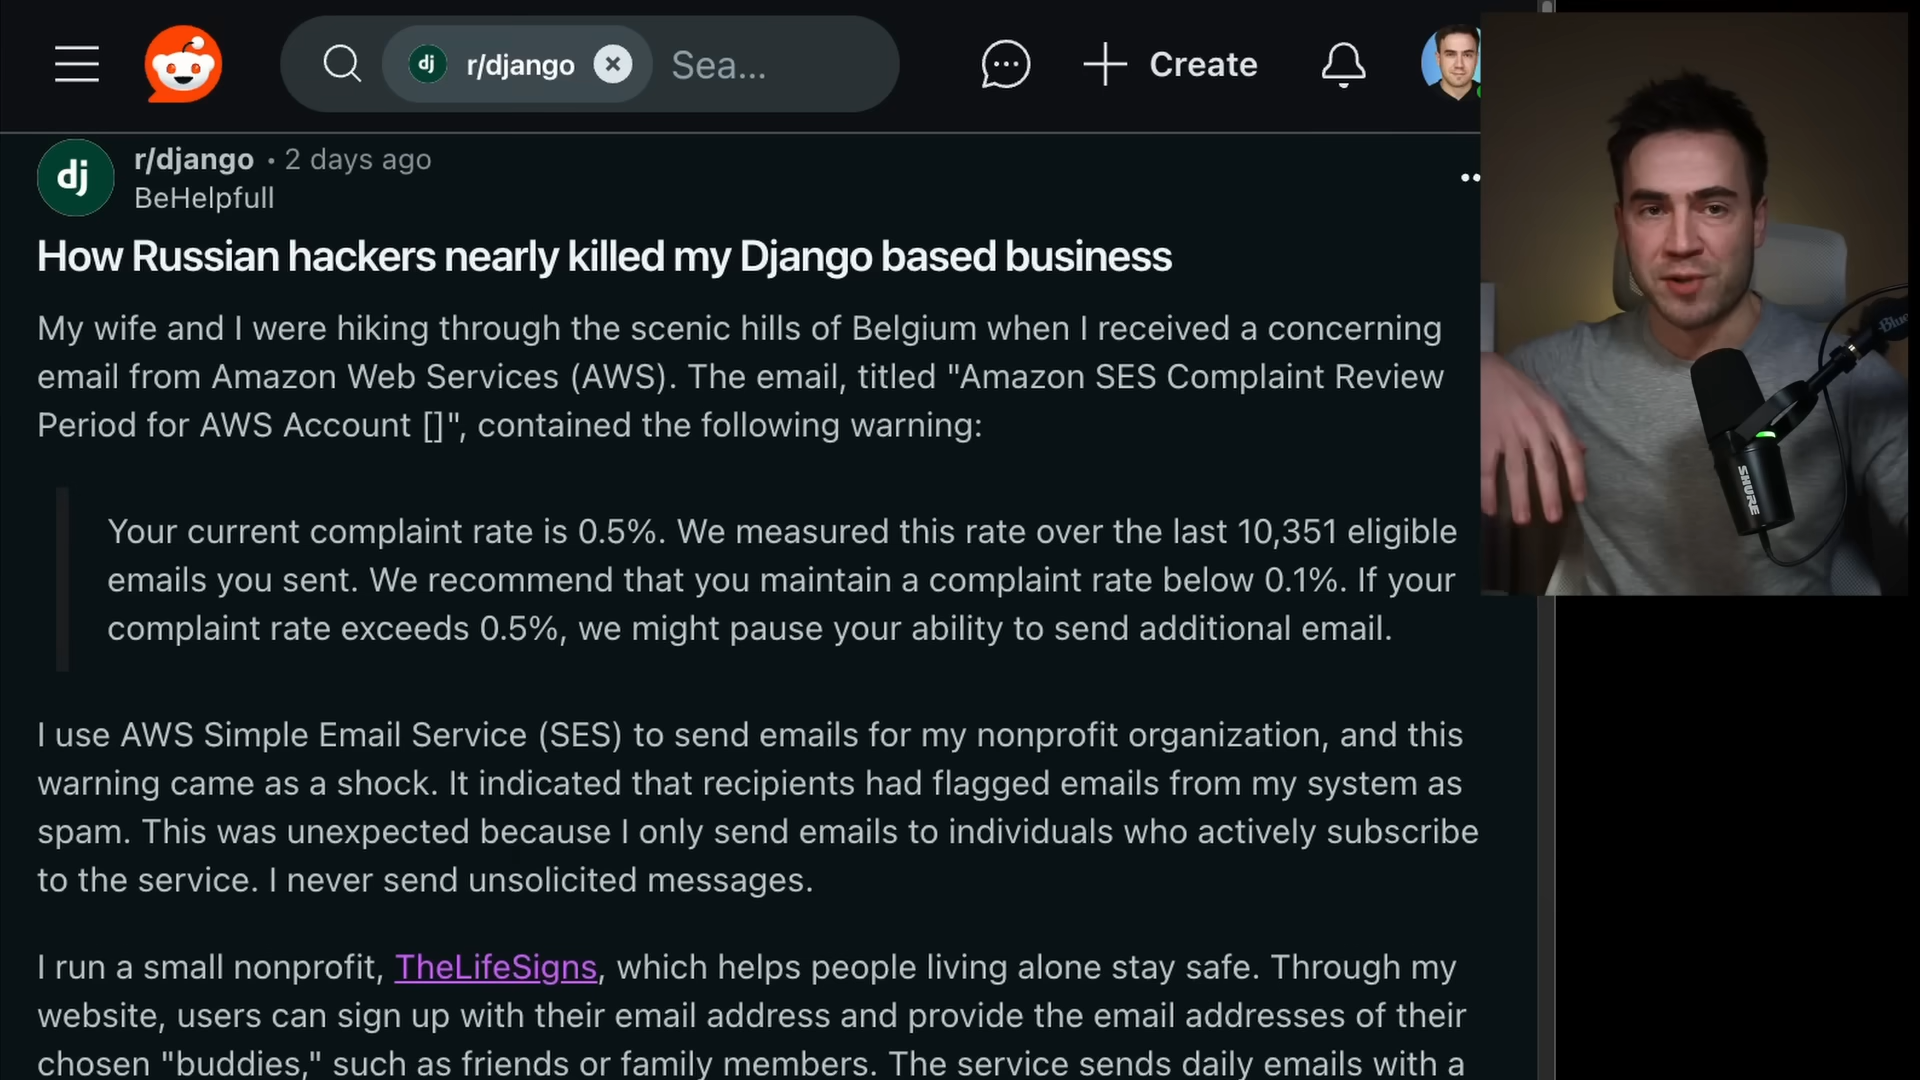 dj r/django Sea...
Create
dj
r/django • 2 days ago
BeHelpfull
How Russian hackers nearly killed my Django based business
My wife and I were hiking through the scenic hills of Belgium when I received a concerning
email from Amazon Web Services (AWS). The email, titled "Amazon SES Complaint Review
Period for AWS Account []", contained the following warning:
Your current complaint rate is 0.5%. We measured this rate over the last 10,351 eligible
emails you sent. We recommend that you maintain a complaint rate below 0.1%. If your
complaint rate exceeds 0.5%, we might pause your ability to send additional email.
I use AWS Simple Email Service (SES) to send emails for my nonprofit organization, and this
warning came as a shock. It indicated that recipients had flagged emails from my system as
spam. This was unexpected because I only send emails to individuals who actively subscribe
to the service. I never send unsolicited messages.
I run a small nonprofit, TheLifeSigns, which helps people living alone stay safe. Through my
website, users can sign up with their email address and provide the email addresses of their
chosen "buddies," such as friends or family members. The service sends daily emails with a
Blue
SHURE